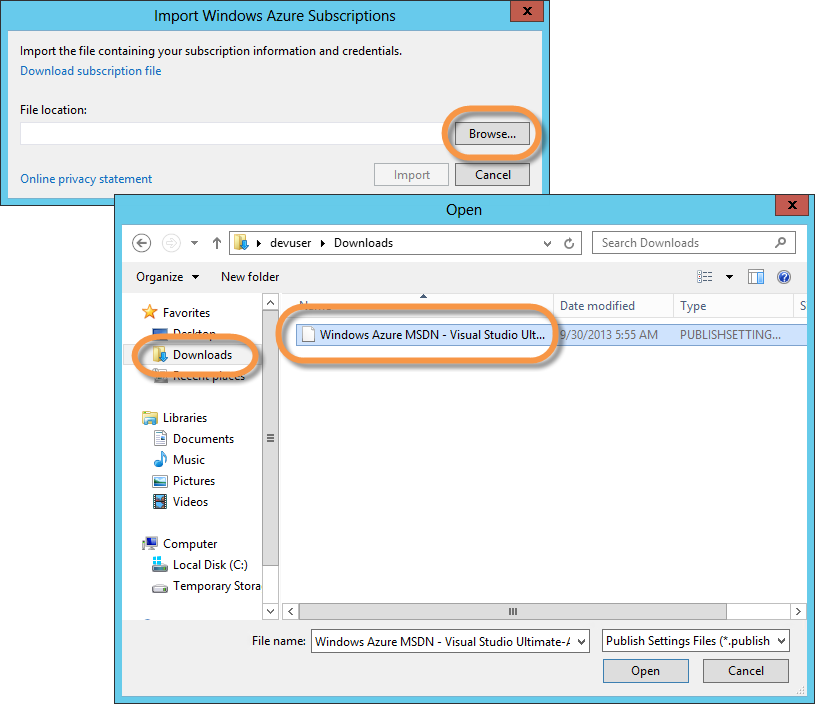 Import Windows Azure Subscriptions
x
Import the file containing your subscription information and credentials.
Download subscription file
File location:
Browse...
Online privacy statement
Import
Cancel
Open
x
devuser Downloads
Search Downloads
Organize
New folder
Name
Date modified
Type
S
Favorites
Desktop
Downloads
Recent places
Libraries
Documents
Music
Pictures
Videos
Computer
Local Disk (C:)
Temporary Stora
Windows Azure MSDN - Visual Studio Ult...
9/30/2013 5:55 AM
PUBLISHSETTING...
File name:
Windows Azure MSDN - Visual Studio Ultimate-A
Publish Settings Files (*.publish
Open
Cancel